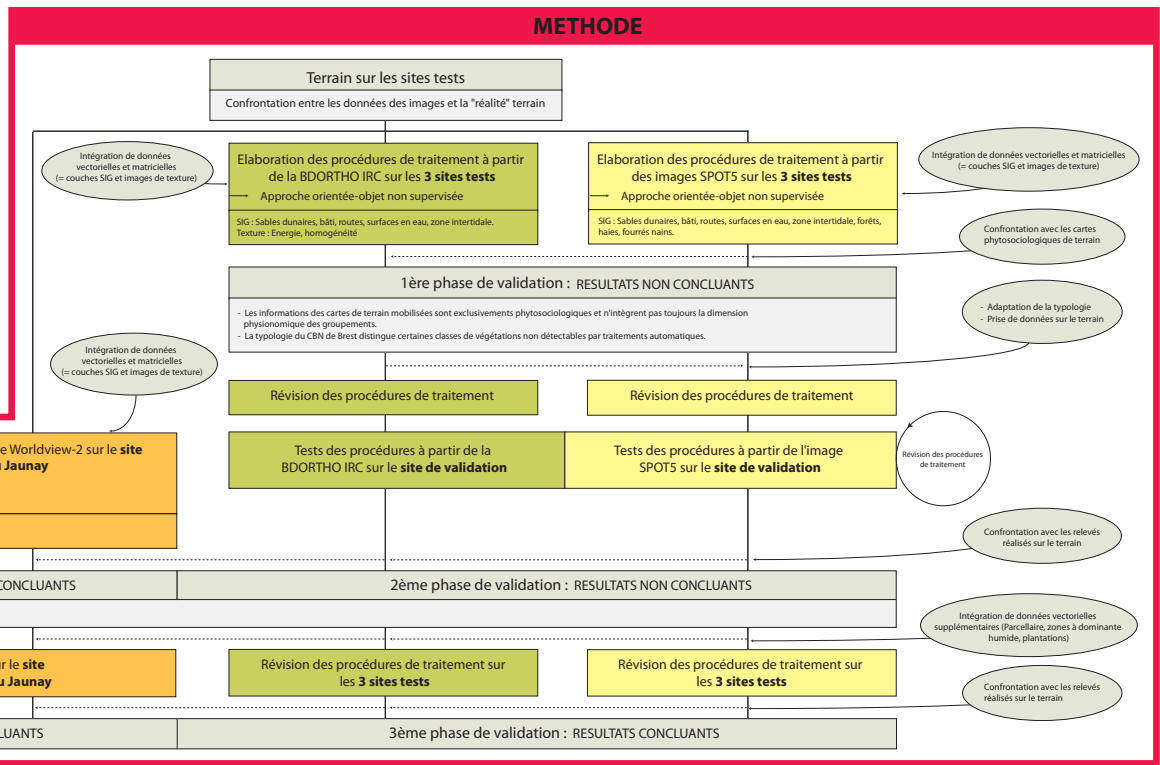 METHODE
Terrain sur les sites tests
Confrontation entre les données des images et la "réalité" terrain
Intégration de données
vectorielles et matricielles
(= couches SIG et images de texture)
Elaboration des procédures de traitement à partir
de la BDORTHO IRC sur les 3 sites tests
Approche orientée-objet non supervisée
SIG : Sables dunaires, bâti, routes, surfaces en eau, zone intertidale.
Texture : Energie, homogénéité
Elaboration des procédures de traitement à partir
des images SPOT5 sur les 3 sites tests
Approche orientée-objet non supervisée
SIG : Sables dunaires, bâti, routes, surfaces en eau, zone intertidale, forêts,
haies, fourrés nains.
Intégration de données vectorielles et matricielles
(= couches SIG et images de texture)
Confrontation avec les cartes
phytosociologiques de terrain
1ère phase de validation : RESULTATS NON CONCLUANTS
- Les informations des cartes de terrain mobilisées sont exclusivements phytosociologiques et n'intègrent pas toujours la dimension
physionomique des groupements.
- La typologie du CBN de Brest distingue certaines classes de végétations non détectables par traitements automatiques.
- Adaptation de la typologie
- Prise de données sur le terrain
Intégration de données
vectorielles et matricielles
(= couches SIG et images de texture)
Révision des procédures de traitement
Révision des procédures de traitement
e Worldview-2 sur le site
u Jaunay
Tests des procédures à partir de la
BDORTHO IRC sur le site de validation
Tests des procédures à partir de l'image
SPOT5 sur le site de validation
Révision des procédures
de traitement
Confrontation avec les relevés
réalisés sur le terrain
CONCLUANTS
2ème phase de validation : RESULTATS NON CONCLUANTS
Intégration de données vectorielles
supplémentaires (Parcellaire, zones à dominante
humide, plantations)
ur le site
u Jaunay
Révision des procédures de traitement sur
les 3 sites tests
Révision des procédures de traitement sur
les 3 sites tests
Confrontation avec les relevés
réalisés sur le terrain
LUANTS
3ème phase de validation : RESULTATS CONCLUANTS